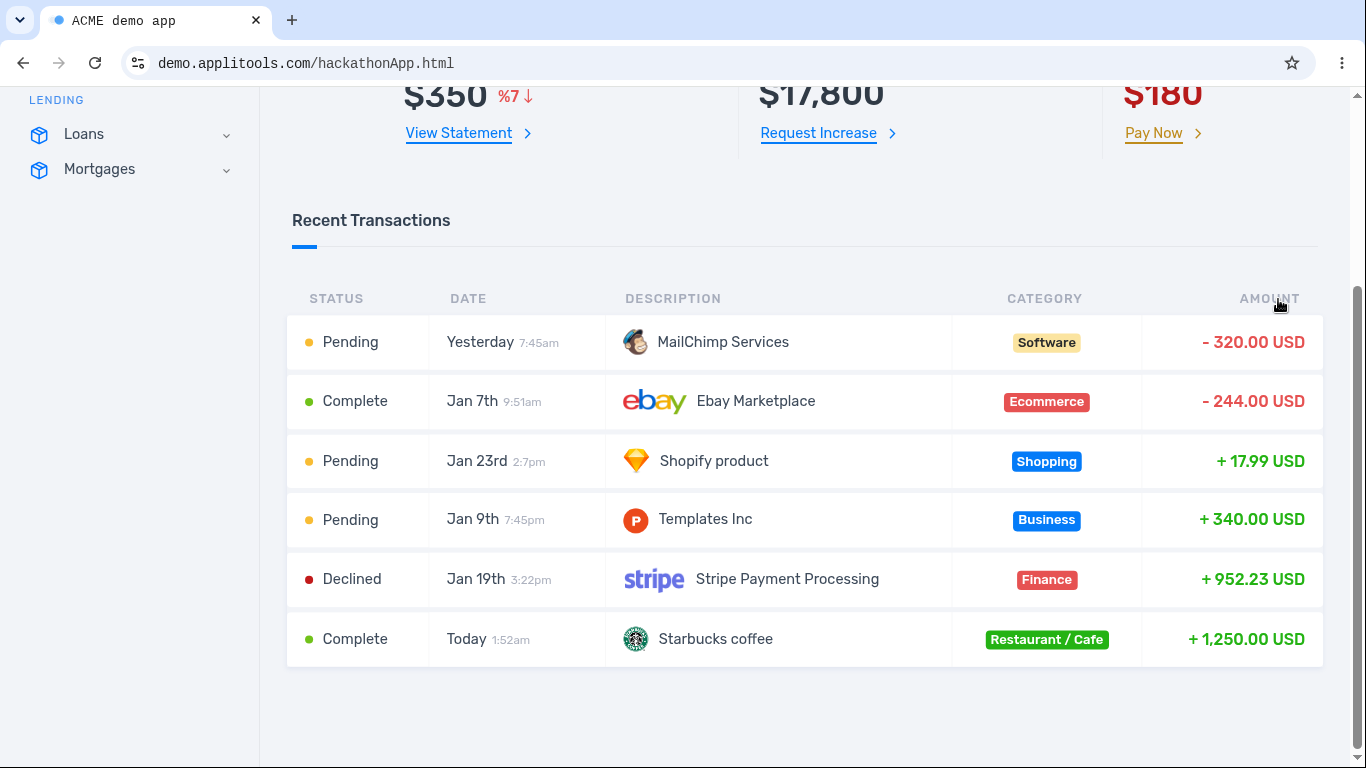 ACME demo app
demo.applitools.com/hackathonApp.html
LENDING
Loans
Mortgages
$350 %7↓
View Statement
$17,800
Request Increase
$180
Pay Now
Recent Transactions
STATUS DATE DESCRIPTION CATEGORY AMOUNT
Pending Yesterday 7:45am MailChimp Services Software - 320.00 USD
Complete Jan 7th 9:51am ebay Ebay Marketplace Ecommerce - 244.00 USD
Pending Jan 23rd 2:7pm Shopify product Shopping + 17.99 USD
Pending Jan 9th 7:45pm P Templates Inc Business + 340.00 USD
Declined Jan 19th 3:22pm stripe Stripe Payment Processing Finance + 952.23 USD
Complete Today 1:52am Starbucks coffee Restaurant / Cafe + 1,250.00 USD